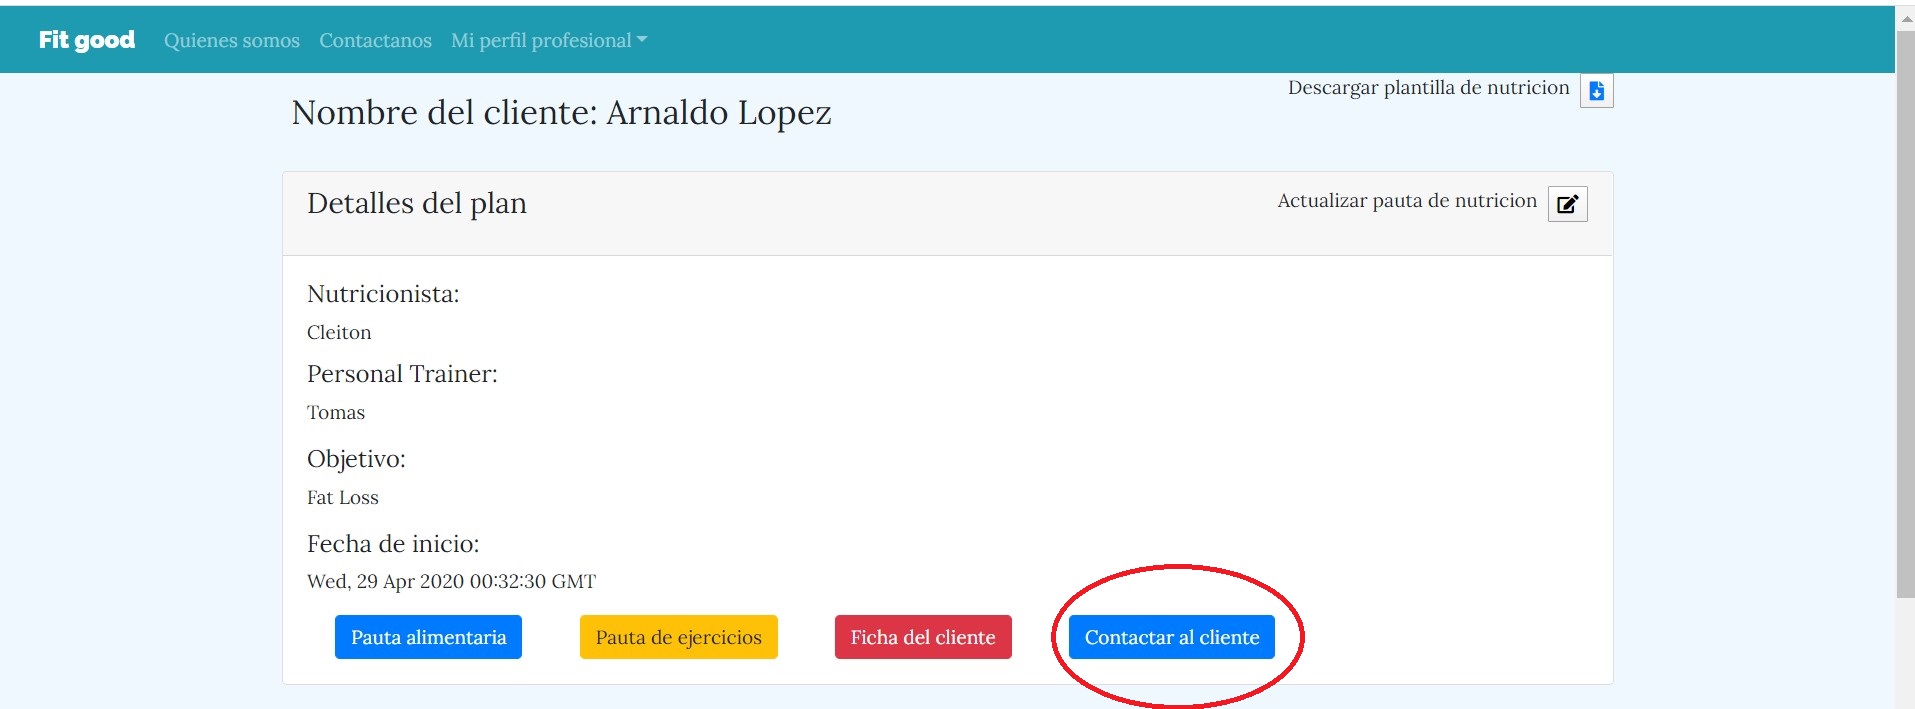 Fit good Quienes somos Contactanos Mi perfil profesional
Descargar plantilla de nutricion
Nombre del cliente: Arnaldo Lopez
Detalles del plan
Actualizar pauta de nutricion
Nutricionista:
Cleiton
Personal Trainer:
Tomas
Objetivo:
Fat Loss
Fecha de inicio:
Wed, 29 Apr 2020 00:32:30 GMT
Pauta alimentaria Pauta de ejercicios Ficha del cliente Contactar al cliente